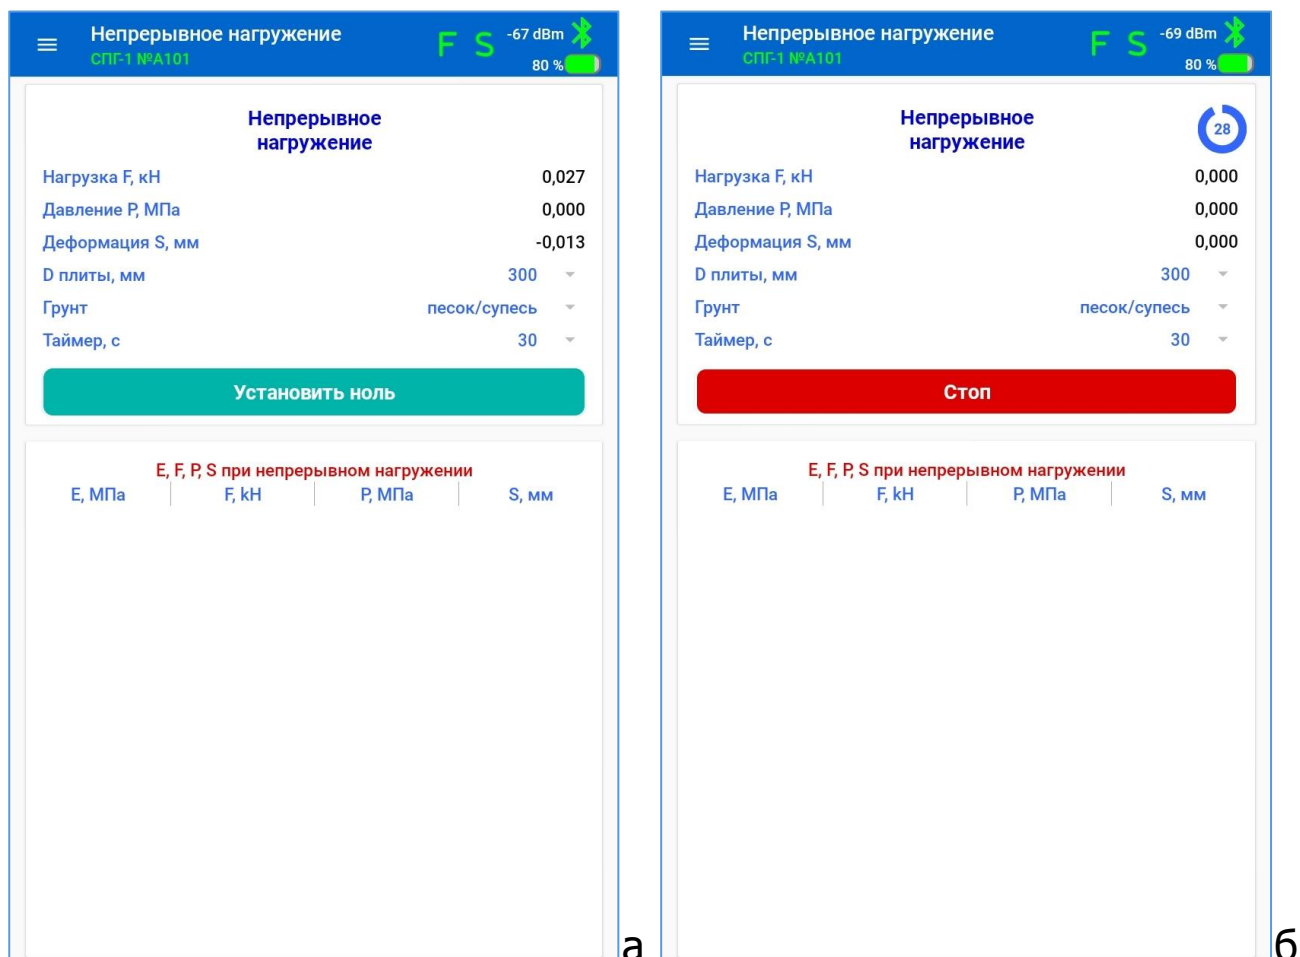 Непрерывное нагружение
СПГ-1 №А101
F S
-67 dBm
80 %
Непрерывное
нагружение
Нагрузка F, кН 0,027
Давление P, МПа 0,000
Деформация S, мм -0,013
D плиты, мм 300
Грунт песок/супесь
Таймер, с 30
Установить ноль
E, F, P, S при непрерывном нагружении
E, МПа F, kH P, МПа S, мм
а
Непрерывное нагружение
СПГ-1 №А101
F S
-69 dBm
80 %
Непрерывное
нагружение
28
Нагрузка F, кН 0,000
Давление P, МПа 0,000
Деформация S, мм 0,000
D плиты, мм 300
Грунт песок/супесь
Таймер, с 30
Стоп
E, F, P, S при непрерывном нагружении
E, МПа F, kH P, МПа S, мм
б